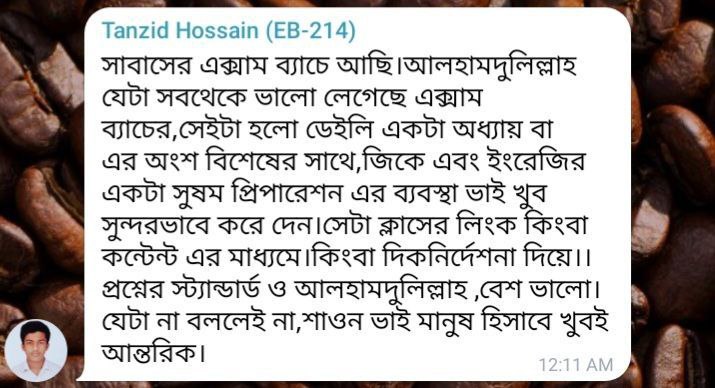 Tanzid Hossain (EB-214)
সাবাসের এক্সাম ব্যাচে আছি।আলহামদুলিল্লাহ
যেটা সবথেকে ভালো লেগেছে এক্সাম
ব্যাচের,সেইটা হলো ডেইলি একটা অধ্যায় বা
এর অংশ বিশেষের সাথে,জিকে এবং ইংরেজির
একটা সুষম প্রিপারেশন এর ব্যবস্থা ভাই খুব
সুন্দরভাবে করে দেন।সেটা ক্লাসের লিংক কিংবা
কন্টেন্ট এর মাধ্যমে।কিংবা দিকনির্দেশনা দিয়ে।।
প্রশ্নের স্ট্যান্ডার্ড ও আলহামদুলিল্লাহ ,বেশ ভালো।
যেটা না বললেই না,শাওন ভাই মানুষ হিসাবে খুবই
আন্তরিক।
12:11 AM